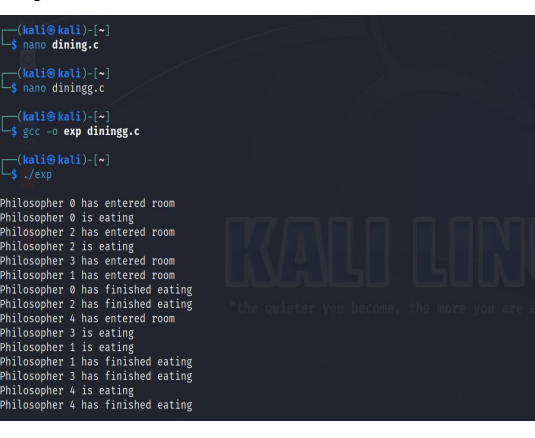 ┌──(kali㉿kali)-[~]
└─$ nano dining.c
┌──(kali㉿kali)-[~]
└─$ nano diningg.c
┌──(kali㉿kali)-[~]
└─$ gcc -o exp diningg.c
┌──(kali㉿kali)-[~]
└─$ ./exp
Philosopher 0 has entered room
Philosopher 0 is eating
Philosopher 2 has entered room
Philosopher 2 is eating
Philosopher 3 has entered room
Philosopher 1 has entered room
Philosopher 0 has finished eating
Philosopher 2 has finished eating
Philosopher 4 has entered room
Philosopher 3 is eating
Philosopher 1 is eating
Philosopher 1 has finished eating
Philosopher 3 has finished eating
Philosopher 4 is eating
Philosopher 4 has finished eating
KALI LIN
"the quieter you become, the more you are